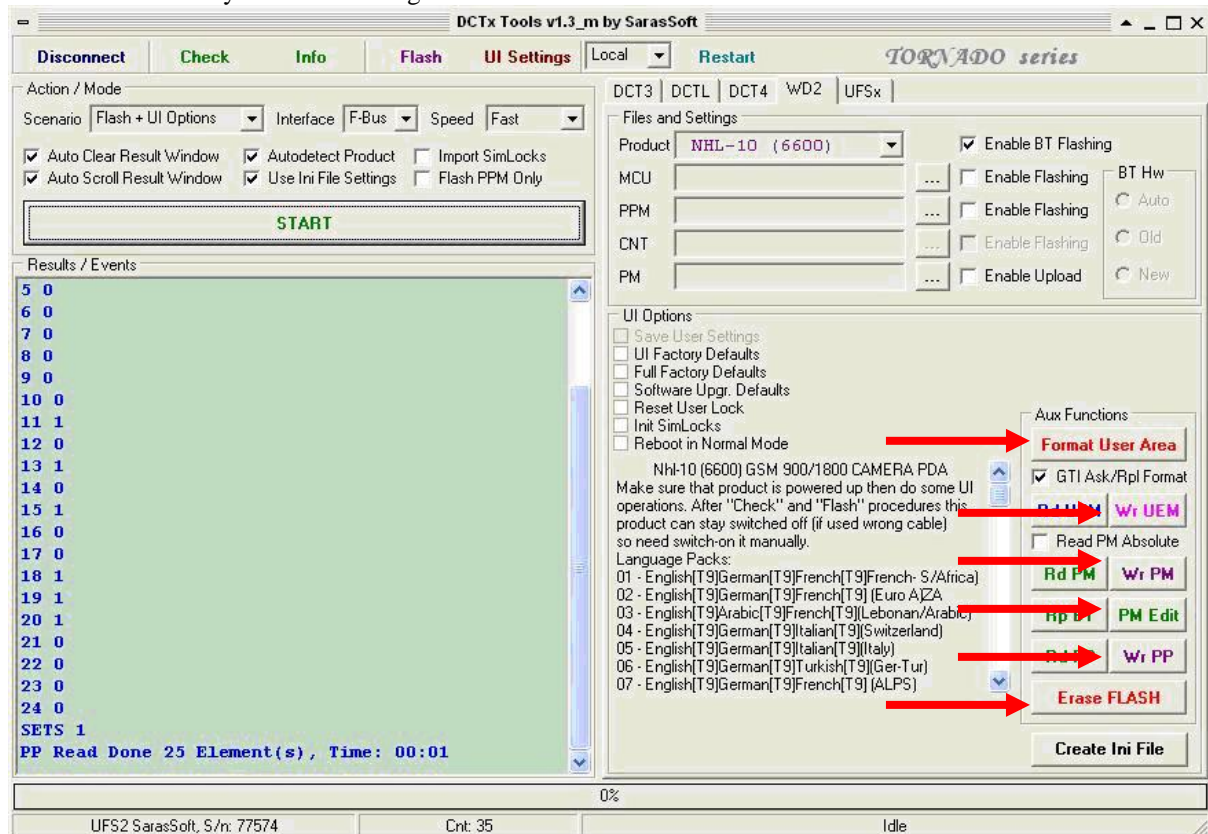 DCTx Tools v1.3_m by SarasSoft
Disconnect Check Info Flash UI Settings Local Restart TORNADO series
Action / Mode
Scenario Flash + UI Options Interface F-Bus Speed Fast
Auto Clear Result Window Autodetect Product Import SimLocks
Auto Scroll Result Window Use Ini File Settings Flash PPM Only
START
Results / Events
5 0
6 0
7 0
8 0
9 0
10 0
11 1
12 0
13 1
14 0
15 1
16 0
17 0
18 1
19 1
20 1
21 0
22 0
23 0
24 0
SETS 1
PP Read Done 25 Element(s), Time: 00:01
DCT3 DCTL DCT4 WD2 UFSx
Files and Settings
Product NHL-10 (6600) Enable BT Flashing
MCU ... Enable Flashing
PPM ... Enable Flashing
CNT ... Enable Flashing
PM ... Enable Upload
BT Hw
Auto
Old
New
UI Options
Save User Settings
UI Factory Defaults
Full Factory Defaults
Software Upgr. Defaults
Reset User Lock
Init SimLocks
Reboot in Normal Mode
Nhl-10 (6600) GSM 900/1800 CAMERA PDA
Make sure that product is powered up then do some UI
operations. After "Check" and "Flash" procedures this
product can stay switched off (if used wrong cable)
so need switch-on it manually.
Language Packs:
01 - English[T9]German[T9]French[T9]French- S/Africa)
02 - English[T9]German[T9]French[T9] (Euro A)ZA
03 - English[T9]Arabic[T9]French[T9](Lebonan/Arabic)
04 - English[T9]German[T9]Italian[T9](Switzerland)
05 - English[T9]German[T9]Italian[T9](Italy)
06 - English[T9]German[T9]Turkish[T9](Ger-Tur)
07 - English[T9]German[T9]French[T9] (ALPS)
Aux Functions
Format User Area
GTI Ask/Rpl Format
Wr UEM
Read PM Absolute
Rd PM Wr PM
PM Edit
Wr PP
Erase FLASH
Create Ini File
0%
UFS2 SarasSoft, S/n: 77574 Cnt: 35 Idle